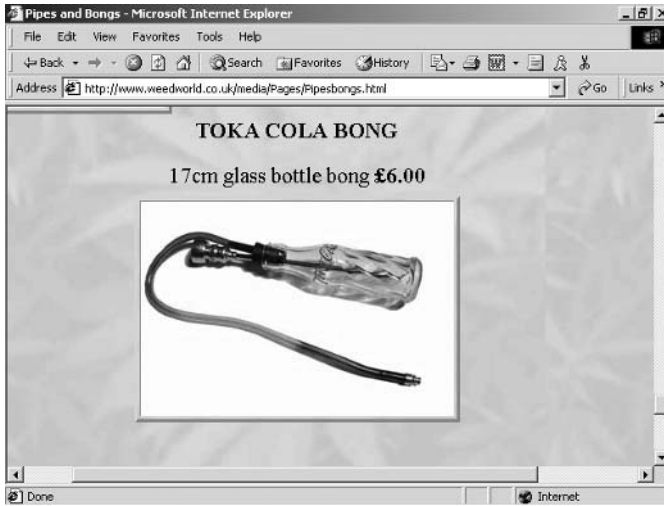 Pipes and Bongs - Microsoft Internet Explorer
File Edit View Favorites Tools Help
Back Search Favorites History
Address http://www.weedworld.co.uk/media/Pages/Pipesbongs.html Go Links
TOKA COLA BONG
17cm glass bottle bong £6.00
Done Internet